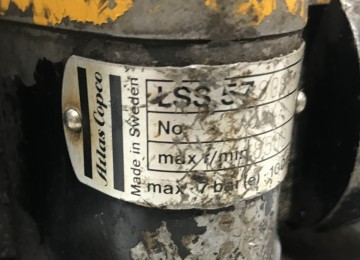 Atlas Copco
Made in Sweden
LSS 57
No
max r/min
max 7 bar(e)